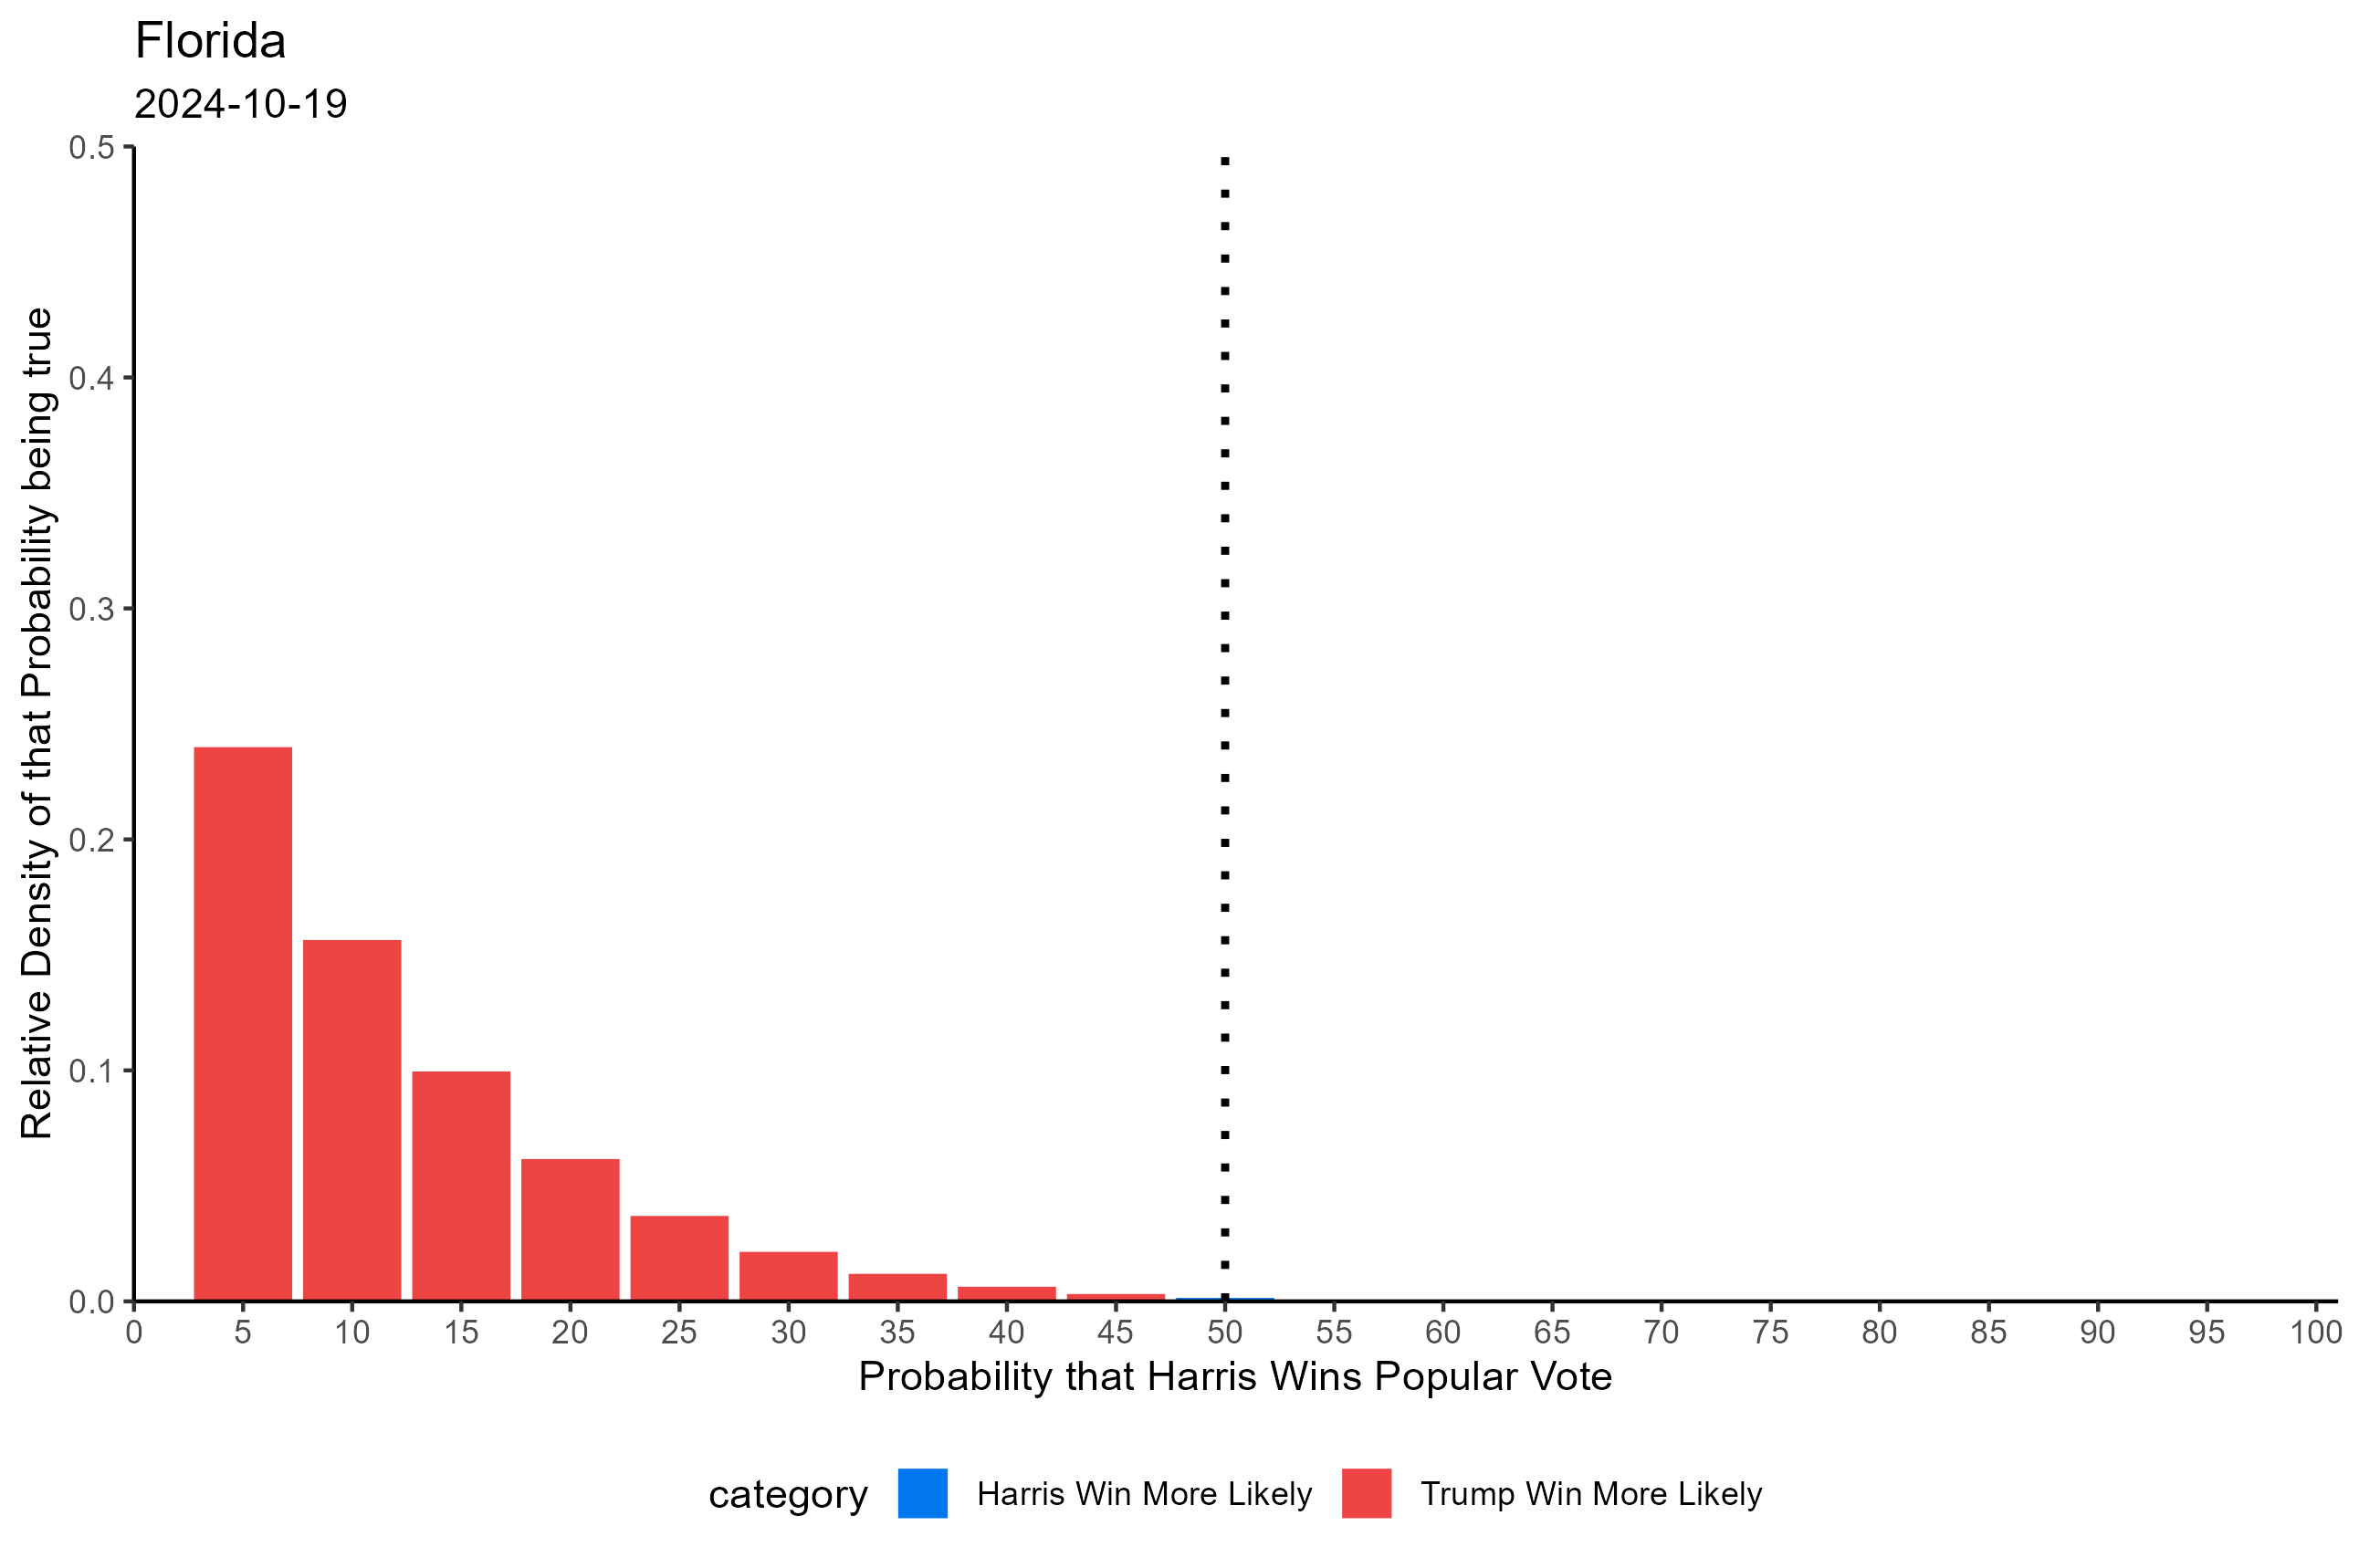 Florida
2024-10-19
Relative Density of that Probability being true
0.5
0.4
0.3
0.2
0.1
0.0
0 5 10 15 20 25 30 35 40 45 50 55 60 65 70 75 80 85 90 95 100
Probability that Harris Wins Popular Vote
category Harris Win More Likely Trump Win More Likely